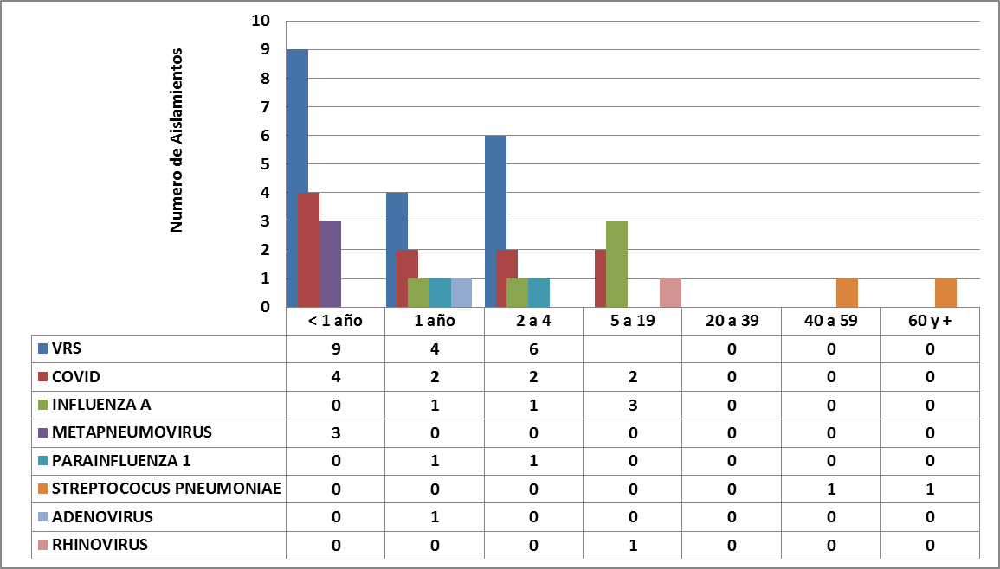 Numero de Aislamientos
10
9
8
7
6
5
4
3
2
1
0
< 1 año 1 año 2 a 4 5 a 19 20 a 39 40 a 59 60 y +
VRS 9 4 6 0 0 0
COVID 4 2 2 2 0 0 0
INFLUENZA A 0 1 1 3 0 0 0
METAPNEUMOVIRUS 3 0 0 0 0 0 0
PARAINFLUENZA 1 0 1 1 0 0 0 0
STREPTOCOCUS PNEUMONIAE 0 0 0 0 0 1 1
ADENOVIRUS 0 1 0 0 0 0 0
RHINOVIRUS 0 0 0 1 0 0 0